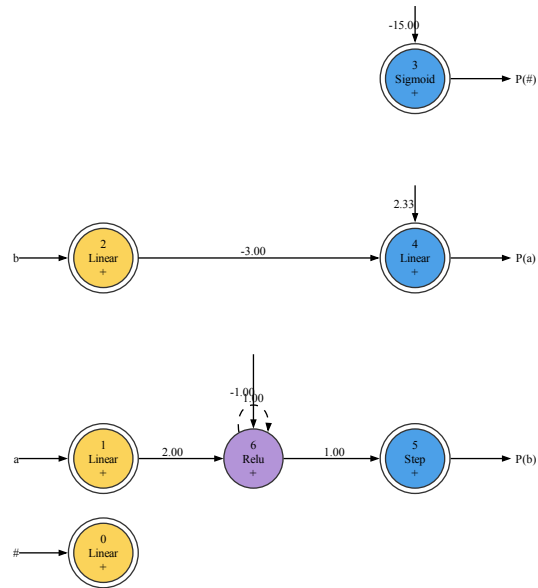 -15.00
3
Sigmoid
+
P(#)
2.33
b
2
Linear
+
-3.00
4
Linear
+
P(a)
-1.00
1.00
a
1
Linear
+
2.00
6
Relu
+
1.00
5
Step
+
P(b)
#
0
Linear
+